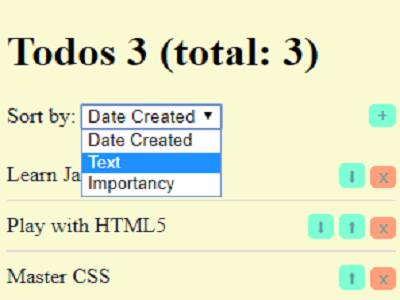 Todos 3 (total: 3)
Sort by: Date Created ▼ +
Date Created
Text
Importancy
Learn Ja ⬇ x
Play with HTML5 ⬇ ⬆ x
Master CSS ⬆ x